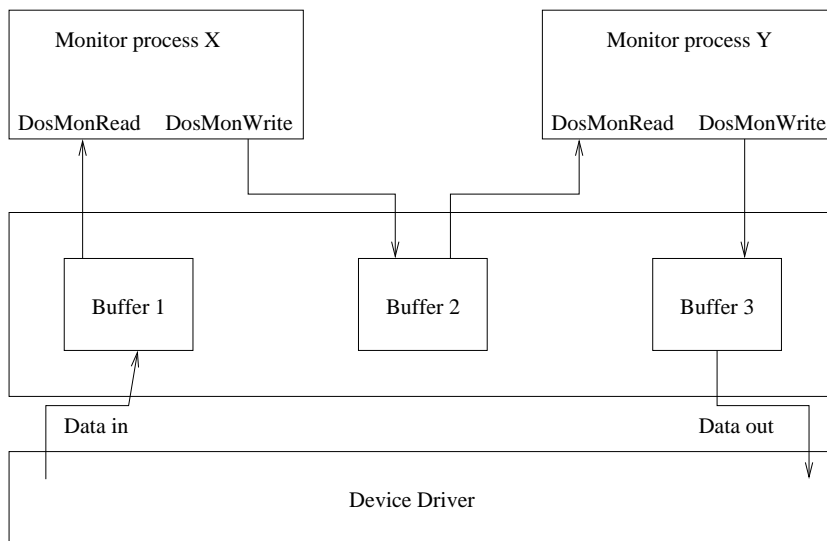 Monitor process X
Monitor process Y
DosMonRead DosMonWrite
DosMonRead DosMonWrite
Buffer 1
Buffer 2
Buffer 3
Data in
Data out
Device Driver